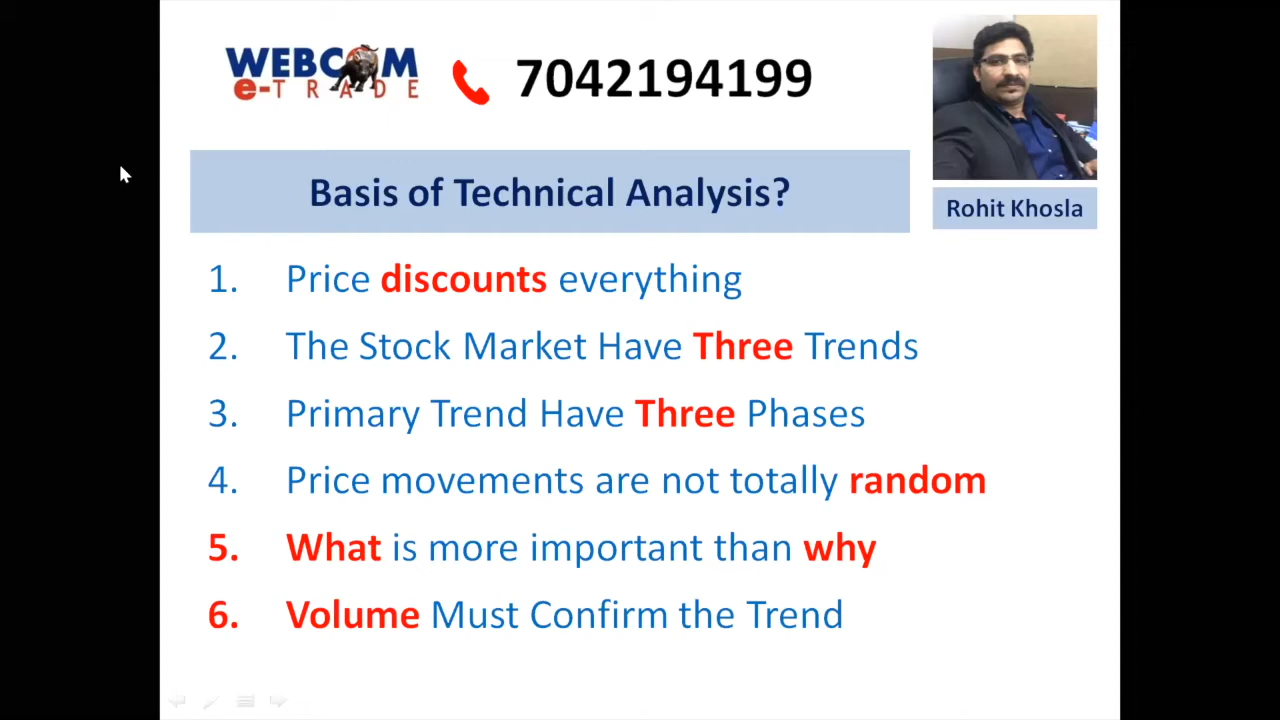 WEBCOM
e-TRADE
7042194199
Basis of Technical Analysis?
Rohit Khosla
1. Price discounts everything
2. The Stock Market Have Three Trends
3. Primary Trend Have Three Phases
4. Price movements are not totally random
5. What is more important than why
6. Volume Must Confirm the Trend